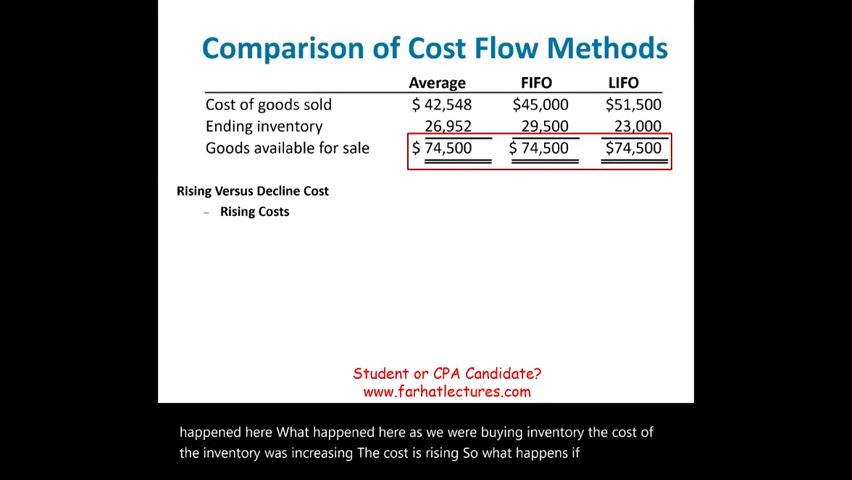 Comparison of Cost Flow Methods
Average FIFO LIFO
Cost of goods sold $ 42,548 $45,000 $51,500
Ending inventory 26,952 29,500 23,000
Goods available for sale $ 74,500 $ 74,500 $74,500
Rising Versus Decline Cost
– Rising Costs
Student or CPA Candidate?
www.farhatlectures.com
happened here What happened here as we were buying inventory the cost of
the inventory was increasing The cost is rising So what happens if